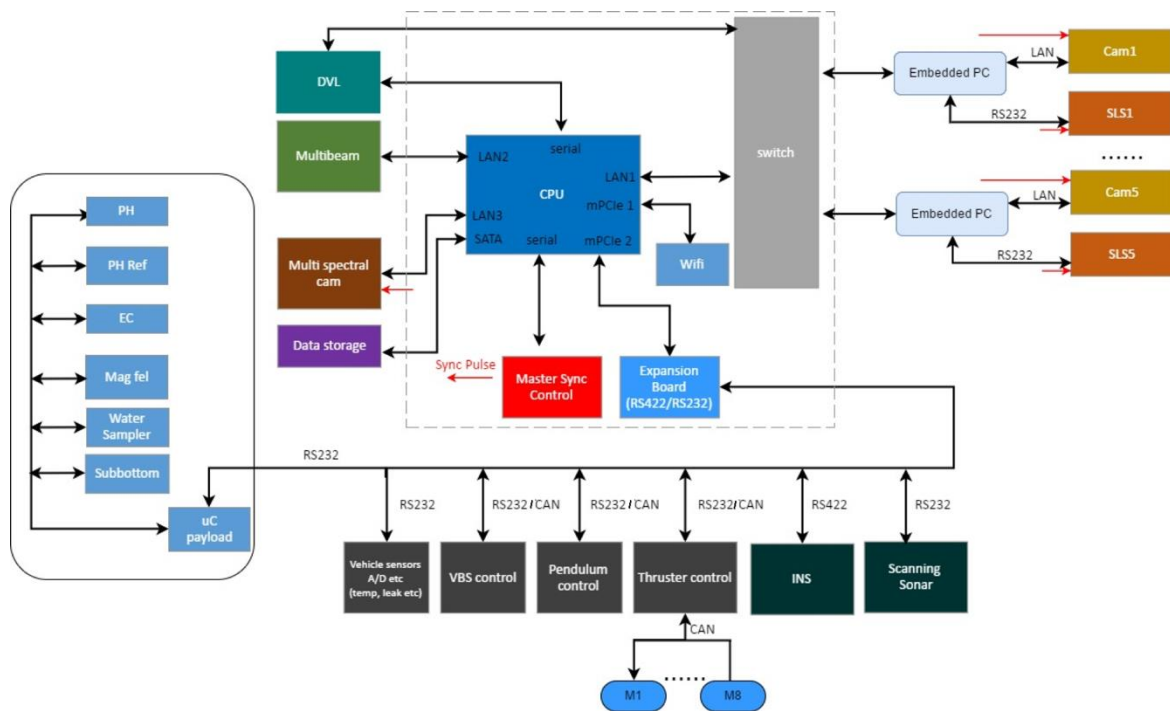 DVL
Multibeam
Multi spectral
cam
Data storage
serial
LAN2
LAN1
CPU
mPCIe 1
LAN3
SATA
serial
mPCIe 2
Wifi
switch
Sync Pulse
Master Sync
Control
Expansion
Board
(RS422/RS232)
Embedded PC
LAN
Cam1
RS232
SLS1
......
Embedded PC
LAN
Cam5
RS232
SLS5
PH
PH Ref
EC
Mag fel
Water
Sampler
Subbottom
uC
payload
RS232
RS232
RS232/CAN
RS232/CAN
RS232/CAN
RS422
RS232
Vehicle sensors
A/D etc
(temp, leak etc)
VBS control
Pendulum
control
Thruster control
INS
Scanning
Sonar
CAN
M1
......
M8